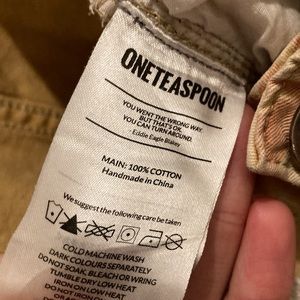 ONETEASPOON
YOU WENT THE WRONG WAY.
BUT THAT'S OK.
YOU CAN TURN AROUND.
- Eddie Eagle Blakey
MAIN: 100% COTTON
Handmade in China
We suggest the following care be taken
COLD MACHINE WASH
DARK COLOURS SEPARATELY
DO NOT SOAK, BLEACH OR WRING
TUMBLE DRY LOW HEAT
IRON ON LOW HEAT